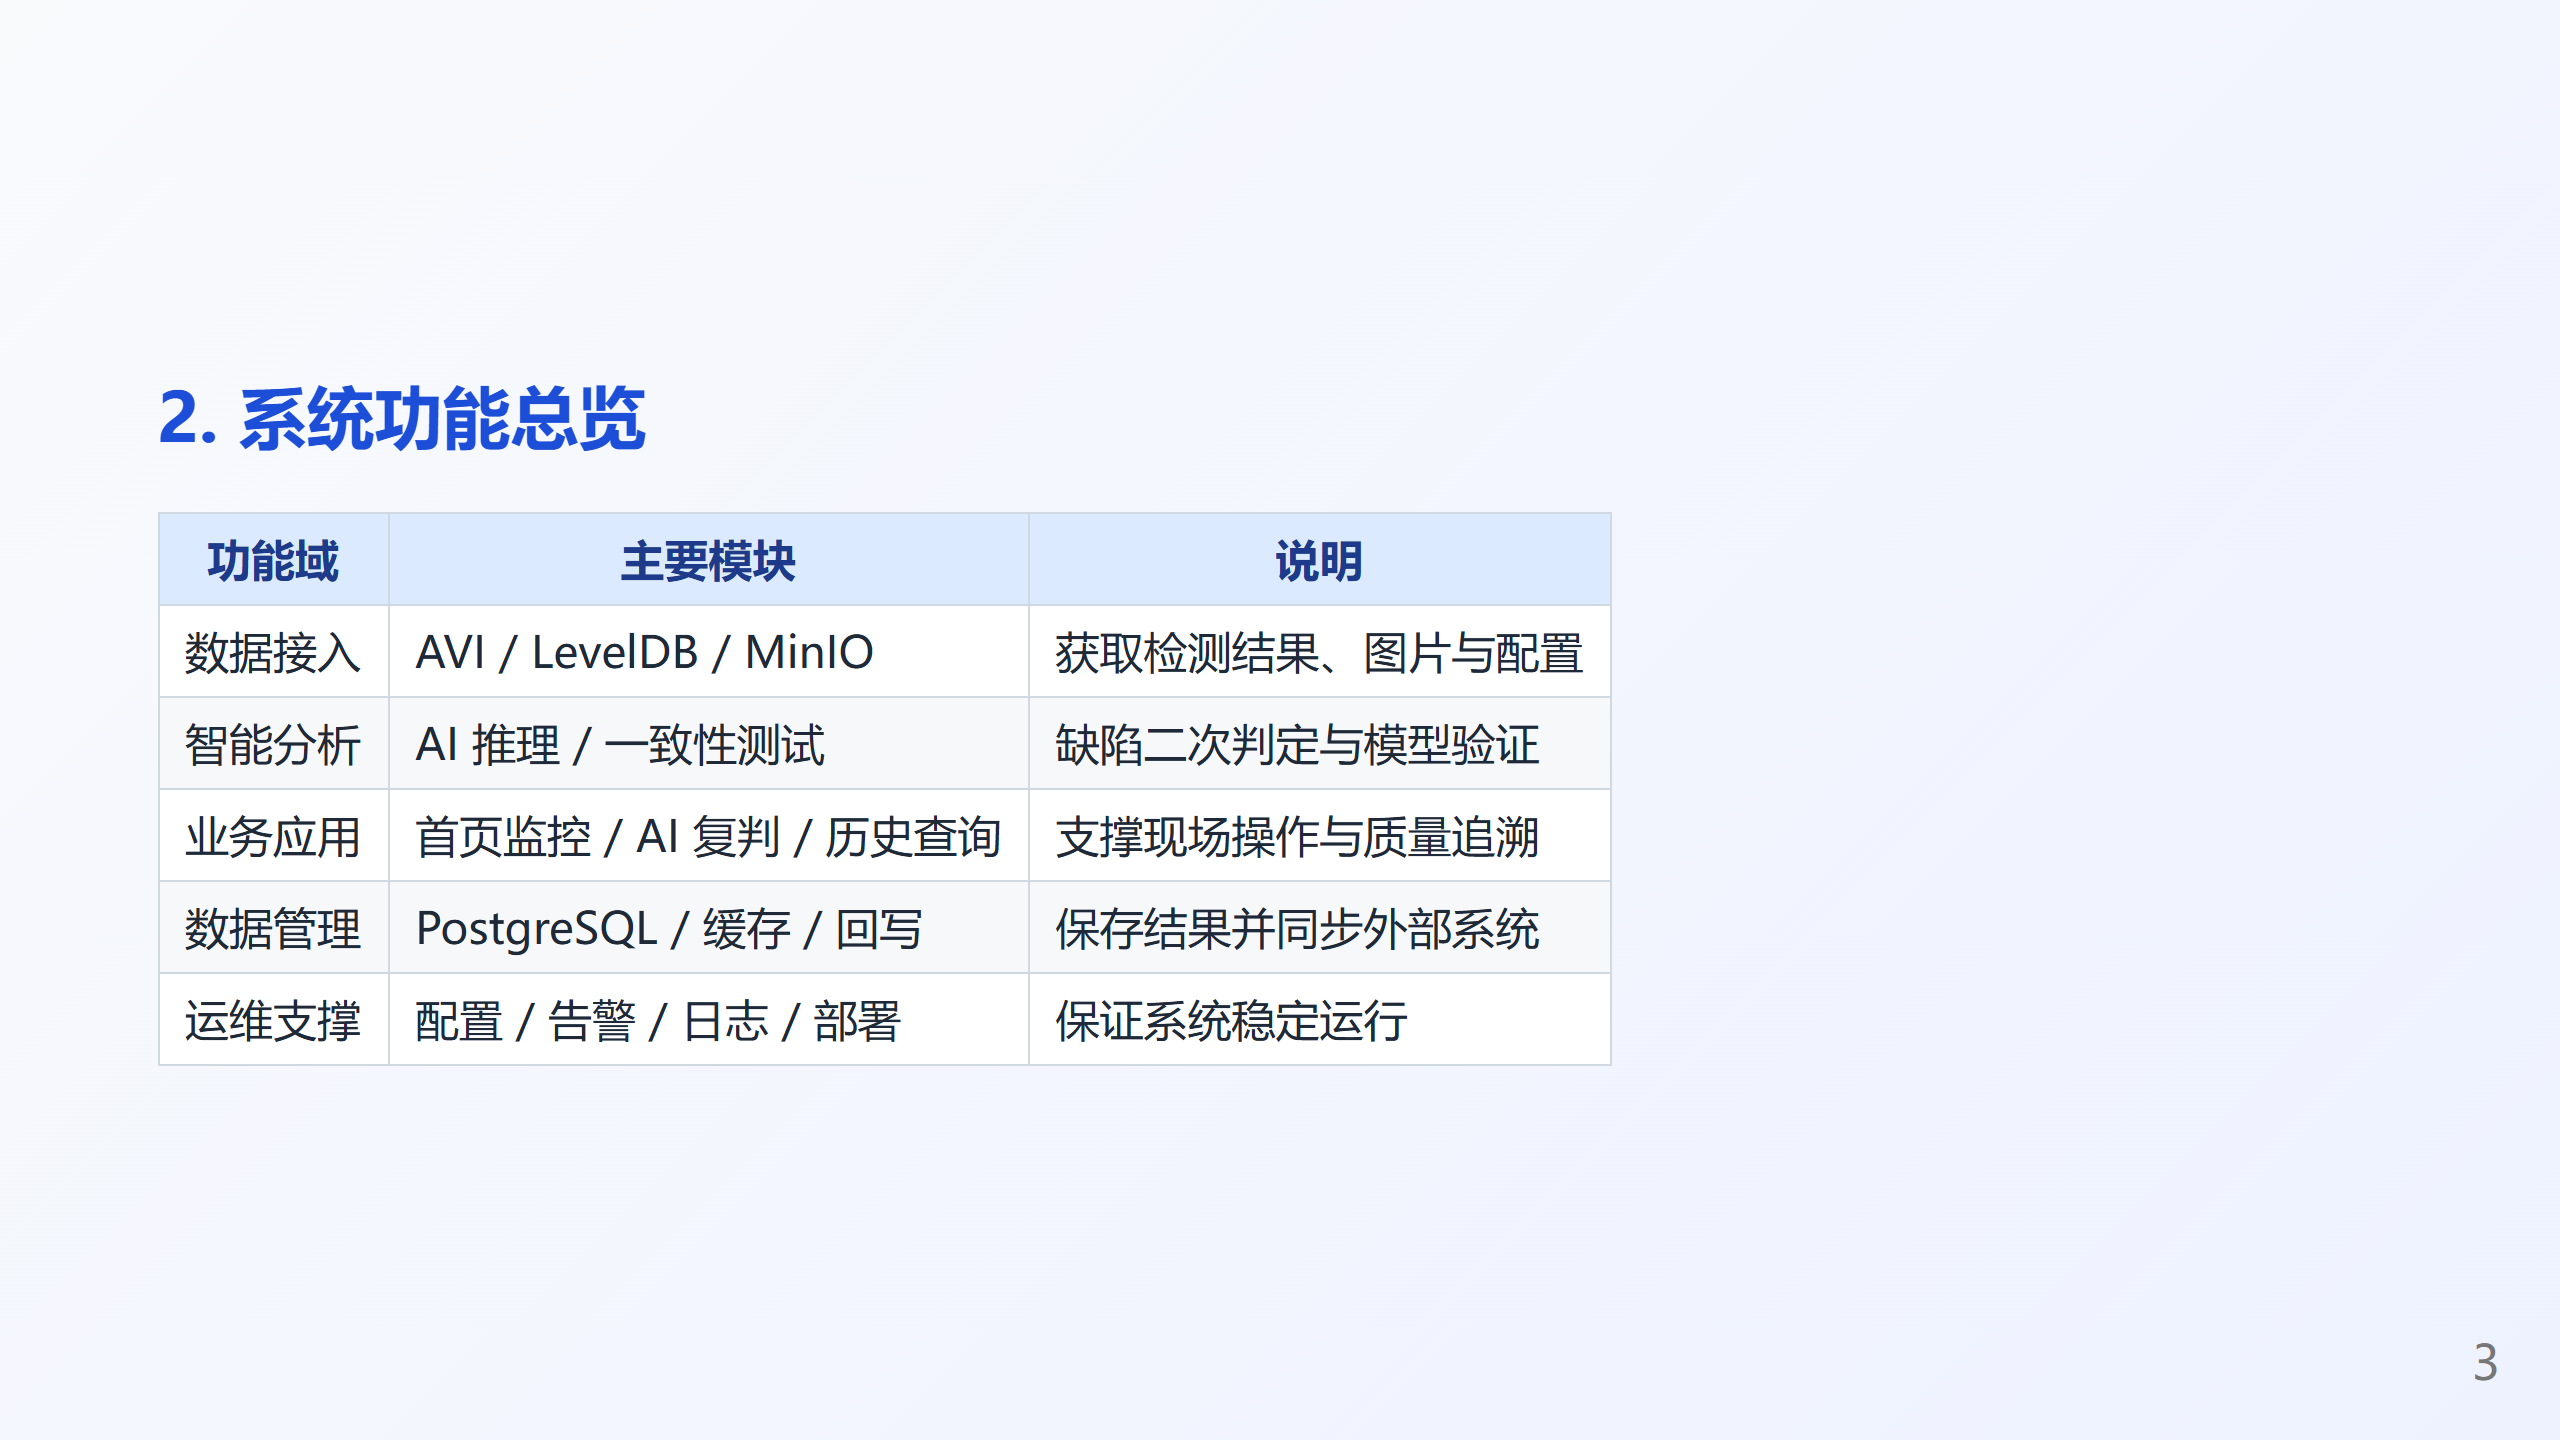 2. 系统功能总览
功能域 主要模块 说明
数据接入 AVI / LevelDB / MinIO 获取检测结果、图片与配置
智能分析 AI 推理 / 一致性测试 缺陷二次判定与模型验证
业务应用 首页监控 / AI 复判 / 历史查询 支撑现场操作与质量追溯
数据管理 PostgreSQL / 缓存 / 回写 保存结果并同步外部系统
运维支撑 配置 / 告警 / 日志 / 部署 保证系统稳定运行
3